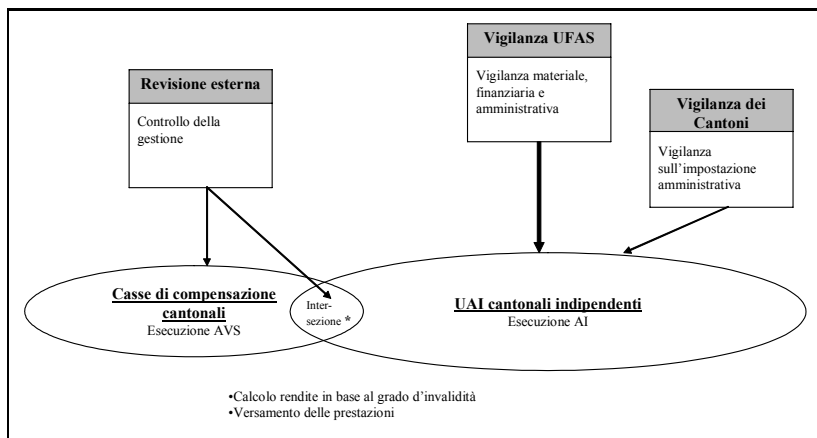 Vigilanza UFAS
Vigilanza materiale,
finanziaria e
amministrativa
Revisione esterna
Controllo della
gestione
Vigilanza dei
Cantoni
Vigilanza
sull'impostazione
amministrativa
Casse di compensazione
cantonali
Esecuzione AVS
Inter-
sezione *
UAI cantonali indipendenti
Esecuzione AI
•Calcolo rendite in base al grado d'invalidità
•Versamento delle prestazioni